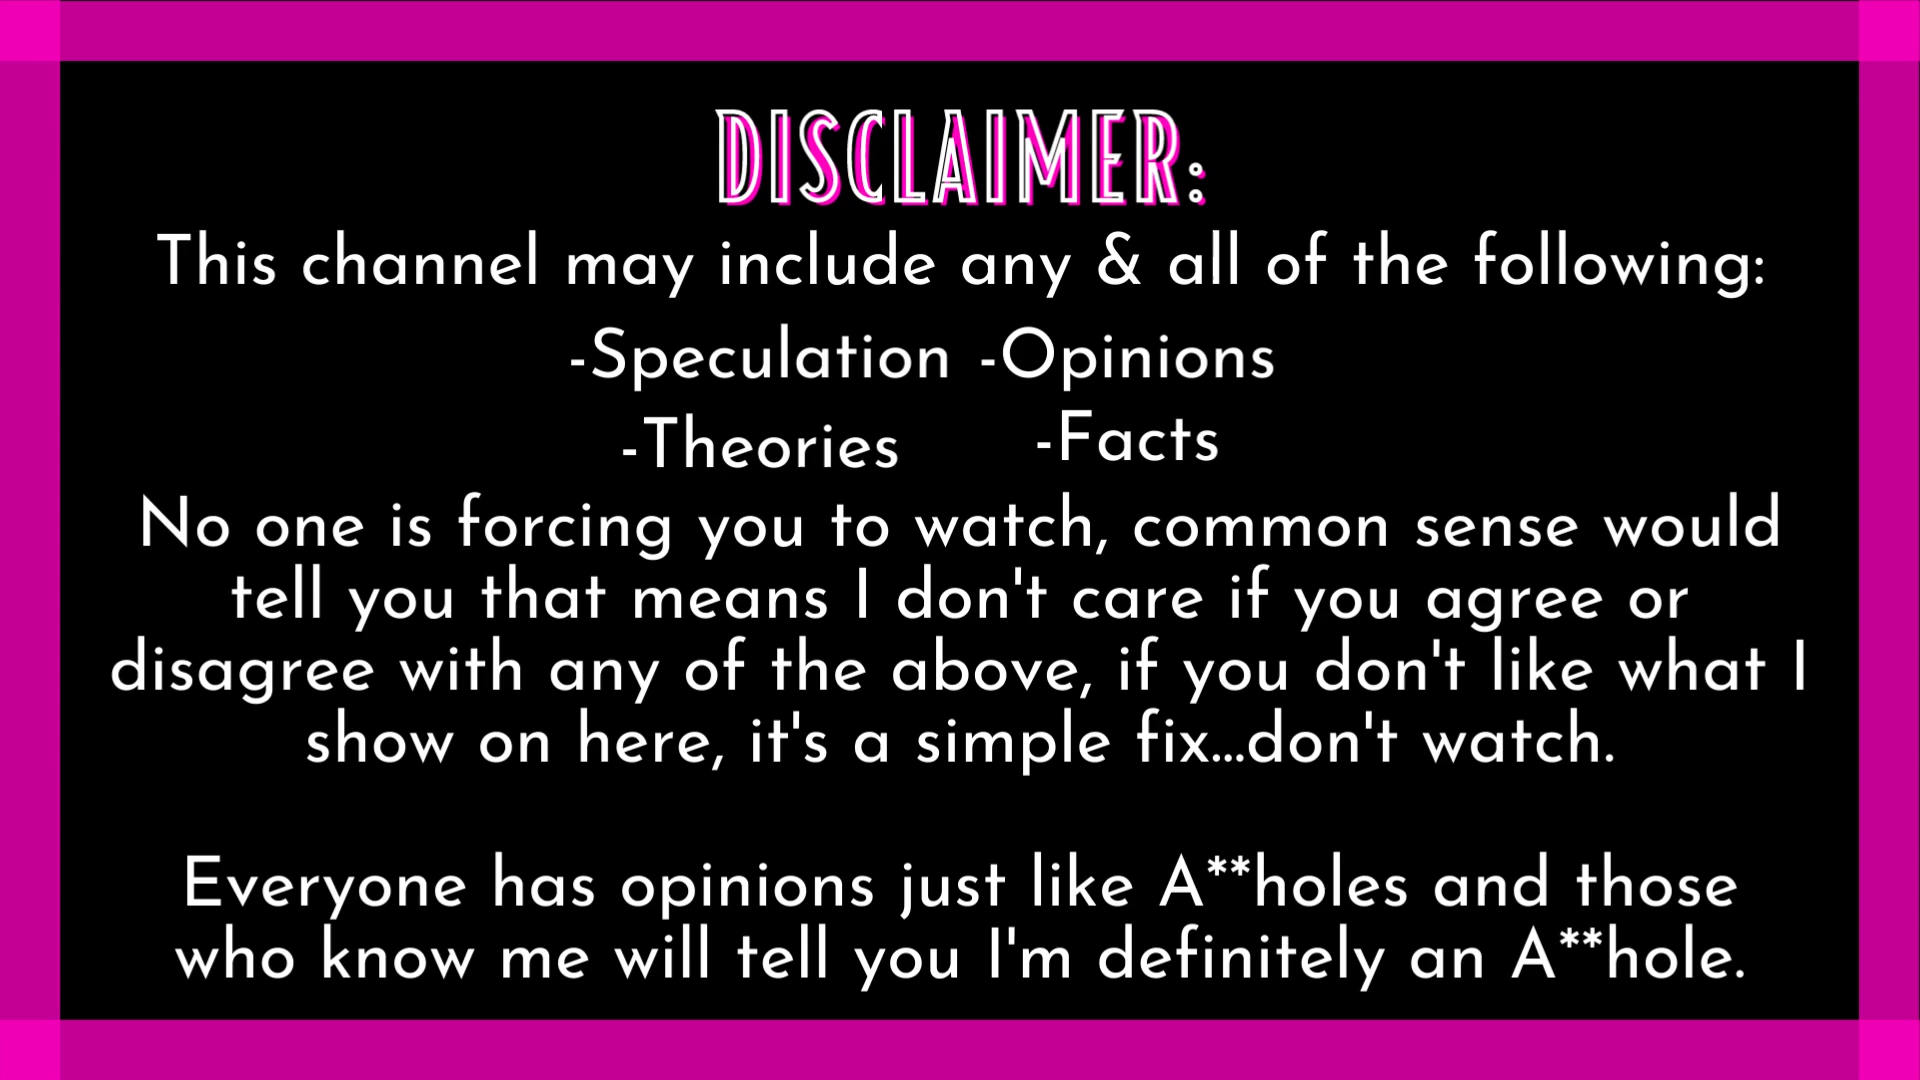 DISCLAIMER:
This channel may include any & all of the following:
-Speculation -Opinions
-Theories -Facts
No one is forcing you to watch, common sense would
tell you that means I don't care if you agree or
disagree with any of the above, if you don't like what I
show on here, it's a simple fix...don't watch.
Everyone has opinions just like A**holes and those
who know me will tell you I'm definitely an A**hole.